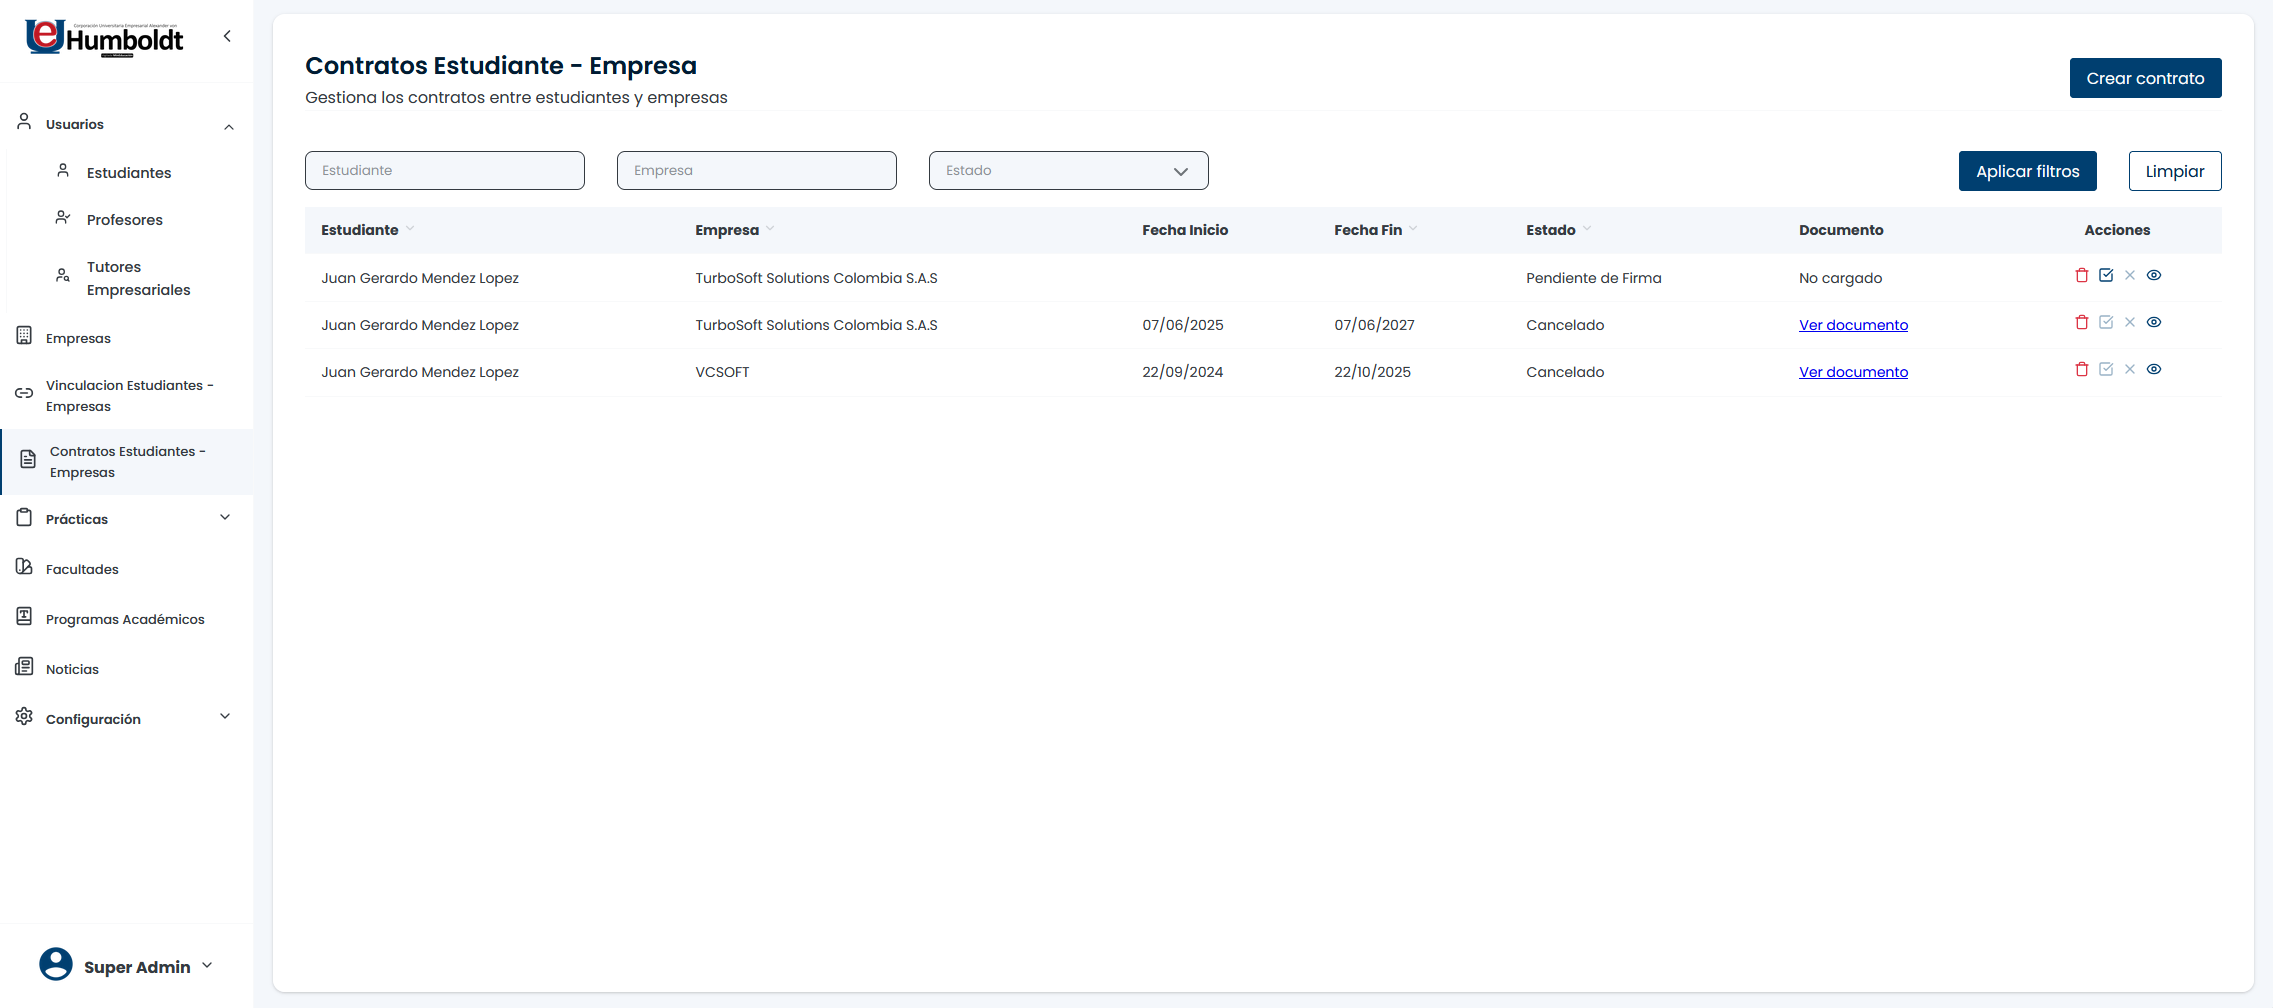 Corporación Universitaria Empresarial Alexander von
Humboldt
Usuarios
Estudiantes
Profesores
Tutores
Empresariales
Empresas
Vinculacion Estudiantes -
Empresas
Contratos Estudiantes -
Empresas
Prácticas
Facultades
Programas Académicos
Noticias
Configuración
Super Admin
Contratos Estudiante - Empresa
Gestiona los contratos entre estudiantes y empresas
Crear contrato
Estudiante Empresa Estado Aplicar filtros Limpiar
Estudiante Empresa Fecha Inicio Fecha Fin Estado Documento Acciones
Juan Gerardo Mendez Lopez TurboSoft Solutions Colombia S.A.S Pendiente de Firma No cargado
Juan Gerardo Mendez Lopez TurboSoft Solutions Colombia S.A.S 07/06/2025 07/06/2027 Cancelado Ver documento
Juan Gerardo Mendez Lopez VCSOFT 22/09/2024 22/10/2025 Cancelado Ver documento